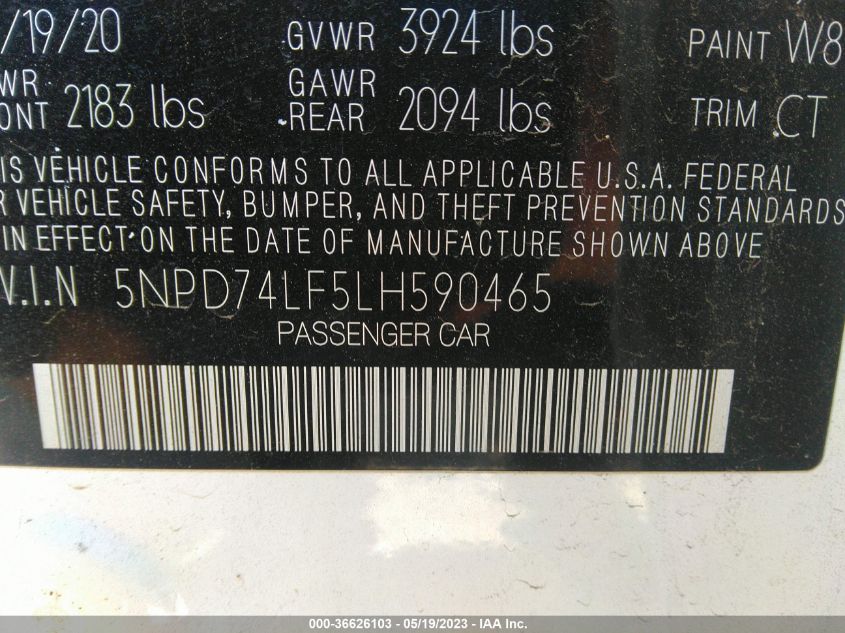 /19/20 GVWR 3924 lbs PAINT W8
WR GAWR
ONT 2183 lbs REAR 2094 lbs TRIM CT
IS VEHICLE CONFORMS TO ALL APPLICABLE U.S.A. FEDERAL
R VEHICLE SAFETY, BUMPER, AND THEFT PREVENTION STANDARDS
IN EFFECT ON THE DATE OF MANUFACTURE SHOWN ABOVE
V.I.N 5NPD74LF5LH590465
PASSENGER CAR
000-36626103 - 05/19/2023 - IAA Inc.